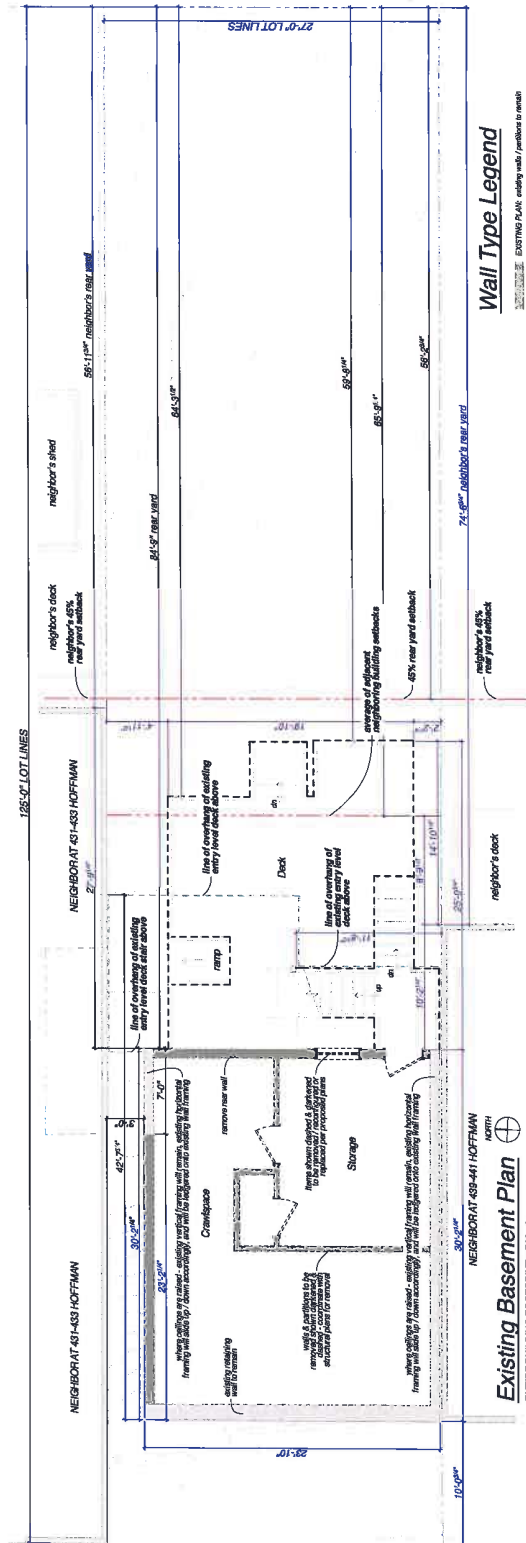 125'-0" LOT LINES
NEIGHBOR AT 431-433 HOFFMAN
NEIGHBOR AT 431-433 HOFFMAN
neighbor's deck
neighbor's shed
neighbor's 45%
rear yard setback
56'-11 3/4" neighbor's rear yard
84'-9" rear yard
64'-3 1/2"
59'-8 1/4"
27'-0" LOT LINES
42'-7 1/4"
30'-2 1/4"
23'-2 1/4"
7'-0"
3'-0"
line of overhang of existing
entry level deck stair above
line of overhang of existing
entry level deck above
where ceilings are raised - existing vertical framing will remain, existing horizontal
framing will slide up / down accordingly, and will be ledgered onto existing wall framing
remove rear wall
Crawlspace
existing retaining
wall to remain
23'-10"
ramp
Deck
dn
19'-10"
average of adjacent
neighboring building setbacks
line of overhang of
existing entry level
deck above
up
dn
Storage
items shown dashed & darkened
to be removed / reconfigured or
replaced per proposed plans
walls & partitions to be
removed shown darkened &
dashed - coordinate with
structural plans for removal
where ceilings are raised - existing vertical framing will remain, existing horizontal
framing will slide up / down accordingly, and will be ledgered onto existing wall framing
45% rear yard setback
14'-10 1/4"
10'-0 3/4"
30'-2 1/4"
74'-6 3/4" neighbor's rear yard
neighbor's 45%
rear yard setback
neighbor's deck
NEIGHBOR AT 439-441 HOFFMAN
Existing Basement Plan
NORTH
Wall Type Legend
EXISTING PLAN: existing walls / partitions to remain